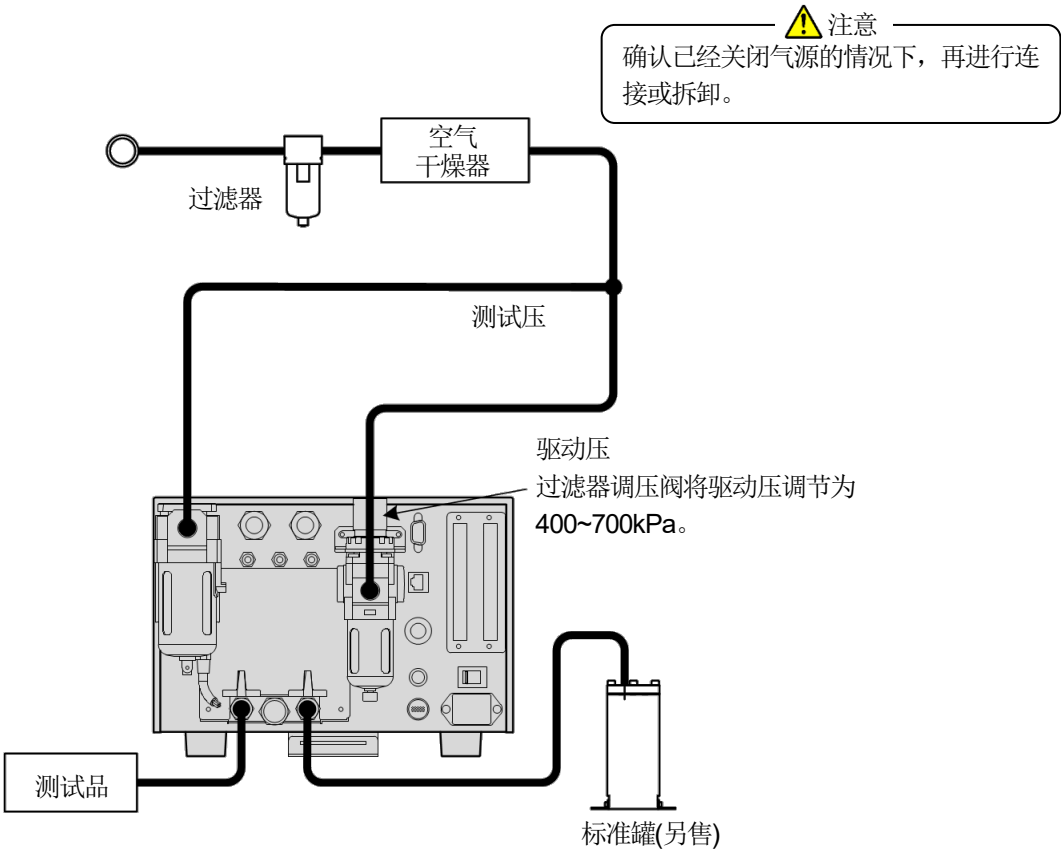 注意
确认已经关闭气源的情况下，再进行连
接或拆卸。
空气
干燥器
过滤器
测试压
驱动压
过滤器调压阀将驱动压调节为
400~700kPa。
测试品
标准罐(另售)